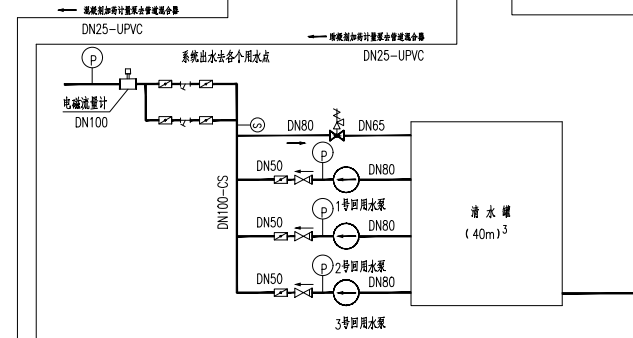 混凝剂加药计量泵去管道混合器
DN25-UPVC
助凝剂加药计量泵去管道混合器
DN25-UPVC
系统出水去各个用水点
P
电磁流量计
DN100
S
DN80
DN65
DN100-CS
P
DN50
DN80
1号回用水泵
P
DN50
DN80
2号回用水泵
P
DN50
DN80
3号回用水泵
清水罐
(40m)3